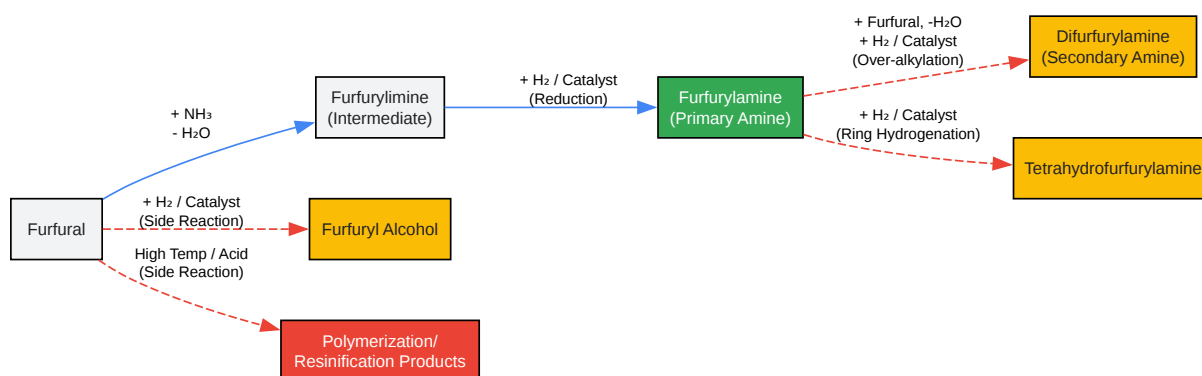 + Furfural, -H₂O
+ H₂ / Catalyst
(Over-alkylation)
Difurfurylamine
(Secondary Amine)
+ H₂ / Catalyst
(Reduction)
Furfurylimine
(Intermediate)
Furfurylamine
(Primary Amine)
+ NH₃
- H₂O
+ H₂ / Catalyst
(Ring Hydrogenation)
Tetrahydrofurfurylamine
Furfural
+ H₂ / Catalyst
(Side Reaction)
Furfuryl Alcohol
High Temp / Acid
(Side Reaction)
Polymerization/
Resinification Products